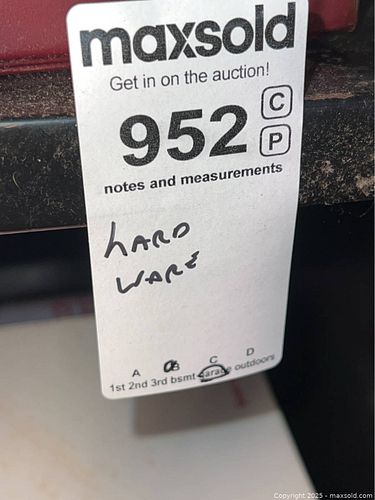 maxsold
Get in on the auction!
952 C
P
notes and measurements
HARD
WARE
A B C D
1st 2nd 3rd bsmt garage outdoors
Copyright 2025 - maxsold.com